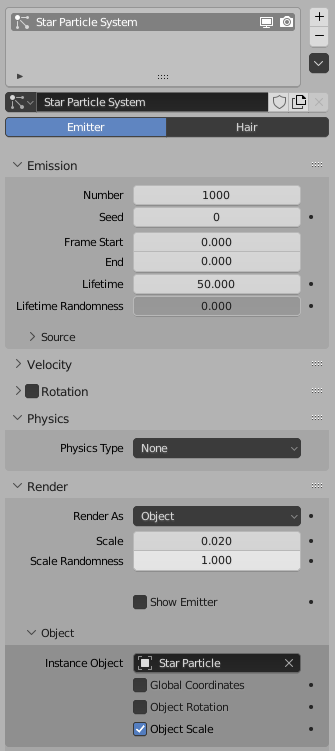 Star Particle System
Star Particle System
Emitter Hair
Emission
Number 1000
Seed 0
Frame Start 0.000
End 0.000
Lifetime 50.000
Lifetime Randomness 0.000
Source
Velocity
Rotation
Physics
Physics Type None
Render
Render As Object
Scale 0.020
Scale Randomness 1.000
Show Emitter
Object
Instance Object Star Particle
Global Coordinates
Object Rotation
Object Scale